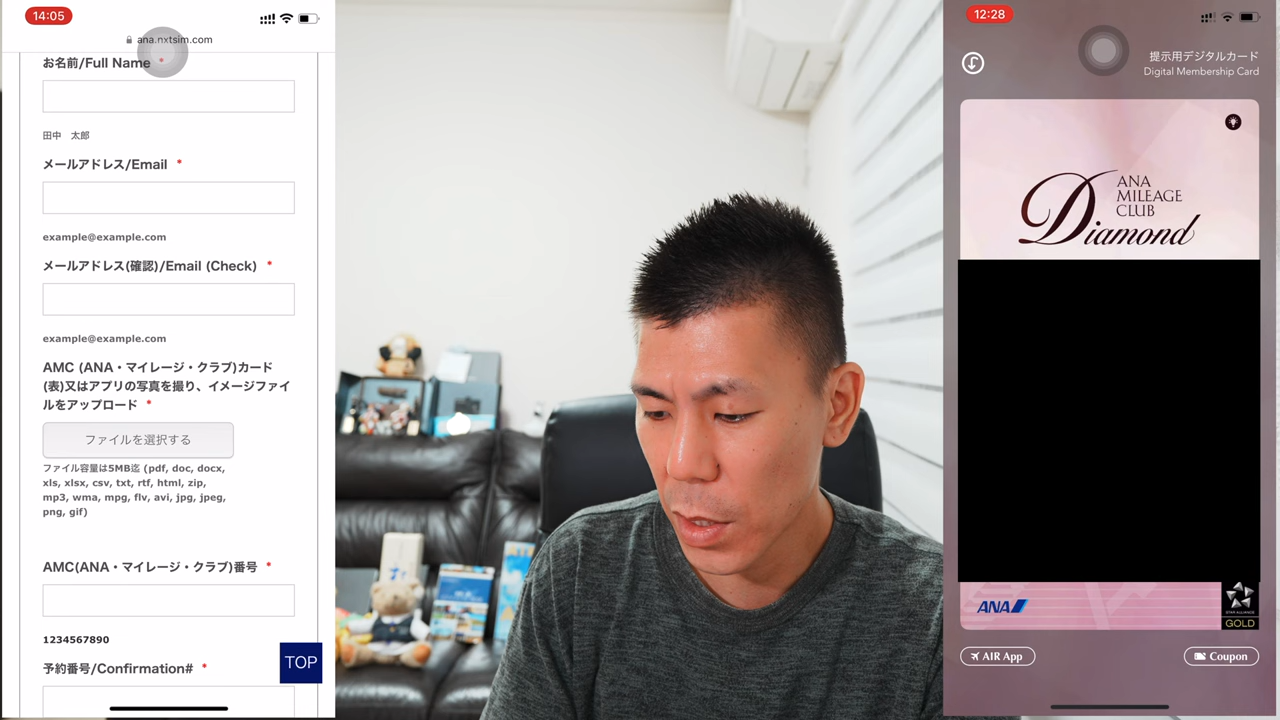 14:05
ana.nxtsim.com
お名前/Full Name *
田中　太郎
メールアドレス/Email *
example@example.com
メールアドレス(確認)/Email (Check) *
example@example.com
AMC (ANA・マイレージ・クラブ)カード
(表)又はアプリの写真を撮り、イメージファイ
ルをアップロード *
ファイルを選択する
ファイル容量は5MB迄 (pdf, doc, docx,
xls, xlsx, csv, txt, rtf, html, zip,
mp3, wma, mpg, flv, avi, jpg, jpeg,
png, gif)
AMC(ANA・マイレージ・クラブ)番号 *
1234567890
予約番号/Confirmation# *
TOP
12:28
提示用デジタルカード
Digital Membership Card
ANA
MILEAGE
CLUB
Diamond
ANA
STAR ALLIANCE
GOLD
AIR App
Coupon